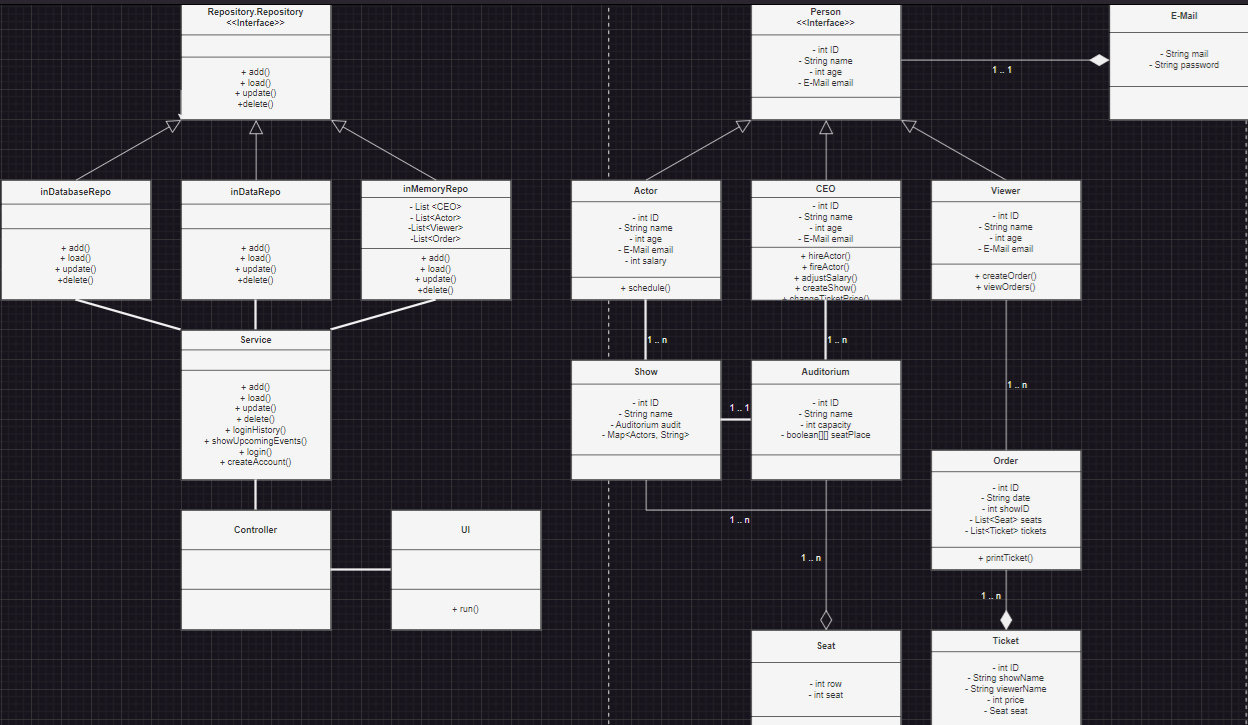 Repository.Repository
<<Interface>>
+ add()
+ load()
+ update()
+delete()
Person
<<Interface>>
- int ID
- String name
- int age
- E-Mail email
E-Mail
- String mail
- String password
1 .. 1
inDatabaseRepo
+ add()
+ load()
+ update()
+delete()
inDataRepo
+ add()
+ load()
+ update()
+delete()
inMemoryRepo
- List <CEO>
- List<Actor>
-List<Viewer>
-List<Order>
+ add()
+ load()
+ update()
+delete()
Actor
- int ID
- String name
- int age
- E-Mail email
- int salary
+ schedule()
CEO
- int ID
- String name
- int age
- E-Mail email
+ hireActor()
+ fireActor()
+ adjustSalary()
+ createShow()
+ changeTicketPrice()
Viewer
- int ID
- String name
- int age
- E-Mail email
+ createOrder()
+ viewOrders()
Service
+ add()
+ load()
+ update()
+ delete()
+ loginHistory()
+ showUpcomingEvents()
+ login()
+ createAccount()
1 .. n
1 .. n
1 .. n
Show
- int ID
- String name
- Auditorium audit
- Map<Actors, String>
1 .. 1
Auditorium
- int ID
- String name
- int capacity
- boolean[][] seatPlace
Order
- int ID
- String date
- int showID
- List<Seat> seats
- List<Ticket> tickets
+ printTicket()
1 .. n
1 .. n
1 .. n
Controller
UI
+ run()
Seat
- int row
- int seat
Ticket
- int ID
- String showName
- String viewerName
- int price
- Seat seat